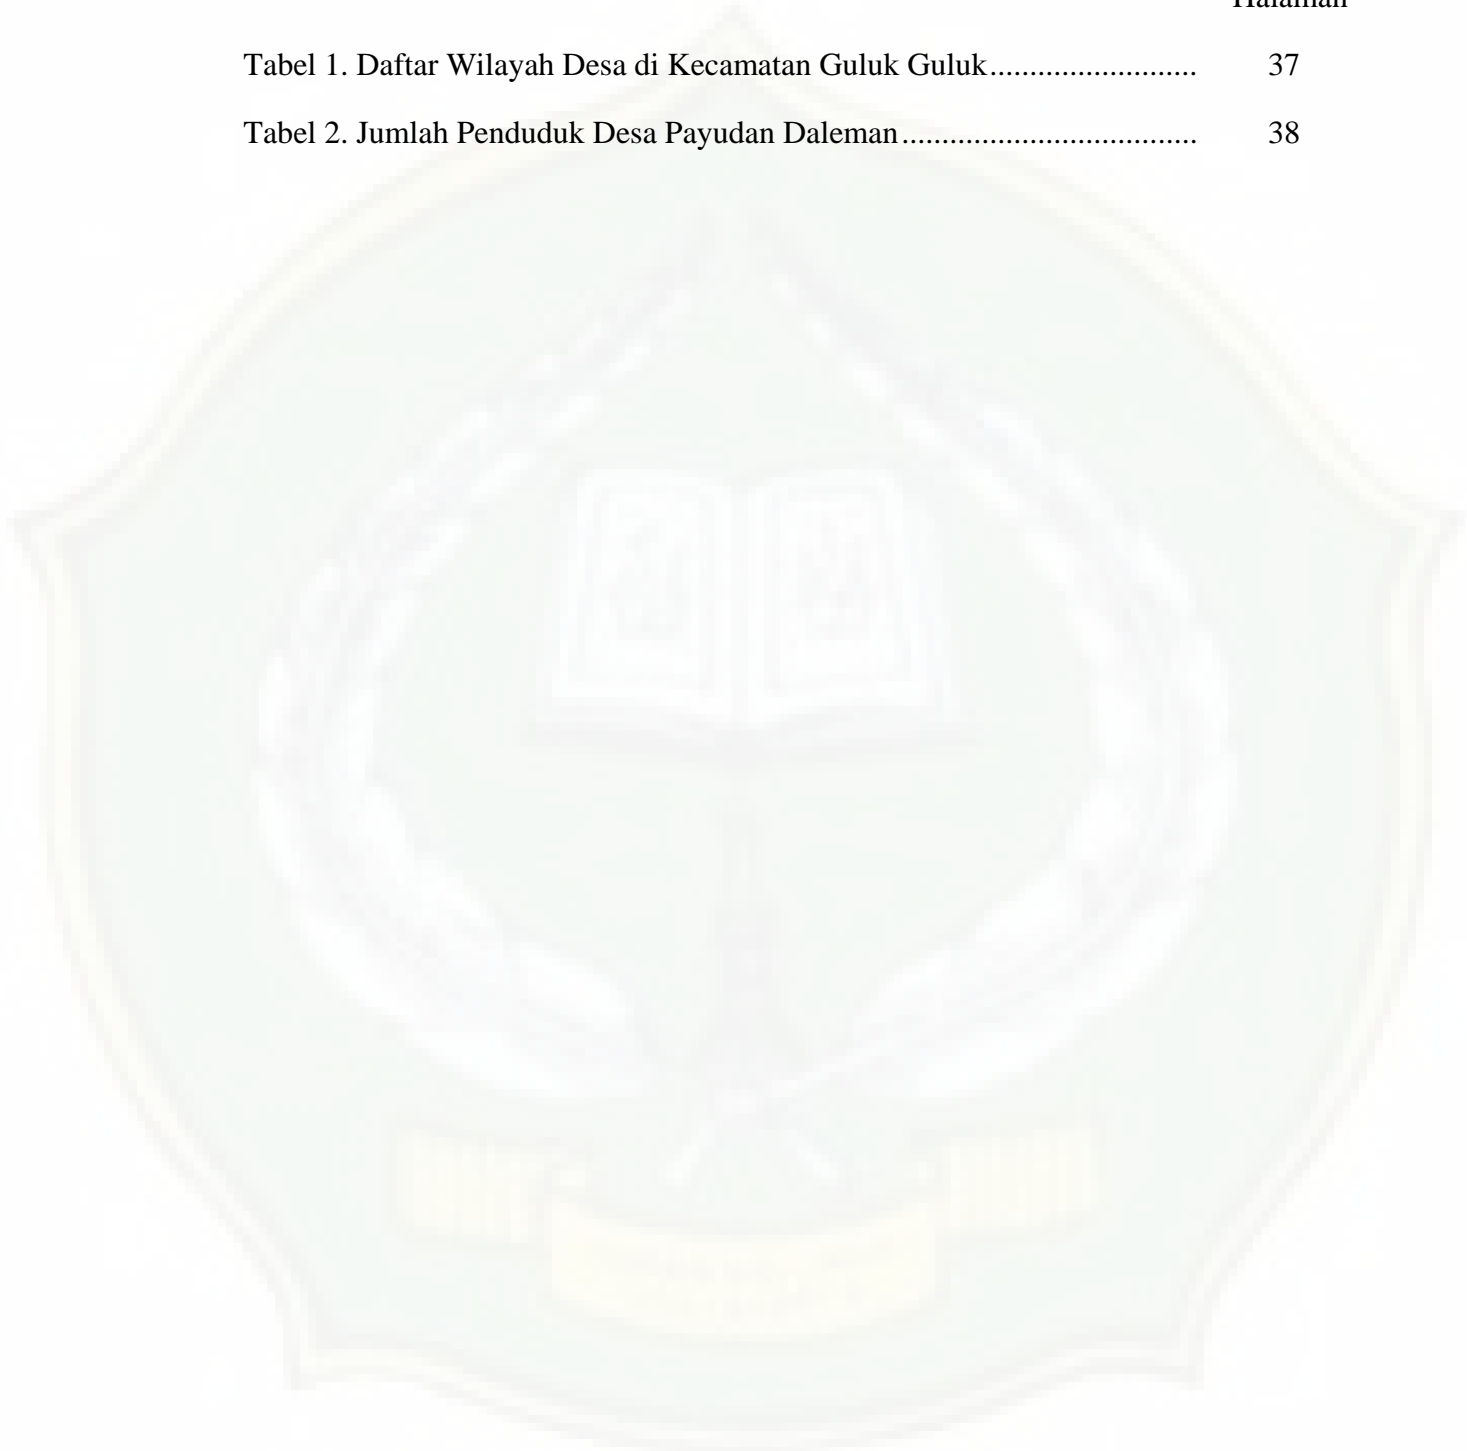 Halaman
Tabel 1. Daftar Wilayah Desa di Kecamatan Guluk Guluk.......................... 37
Tabel 2. Jumlah Penduduk Desa Payudan Daleman..................................... 38